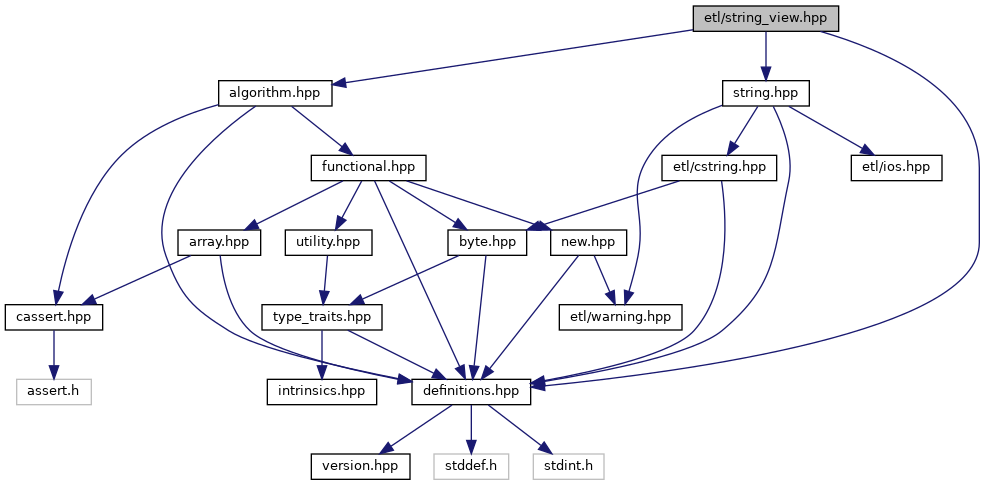 etl/string_view.hpp
algorithm.hpp
string.hpp
functional.hpp
etl/cstring.hpp
etl/ios.hpp
array.hpp
utility.hpp
byte.hpp
new.hpp
cassert.hpp
type_traits.hpp
etl/warning.hpp
assert.h
intrinsics.hpp
definitions.hpp
version.hpp
stddef.h
stdint.h